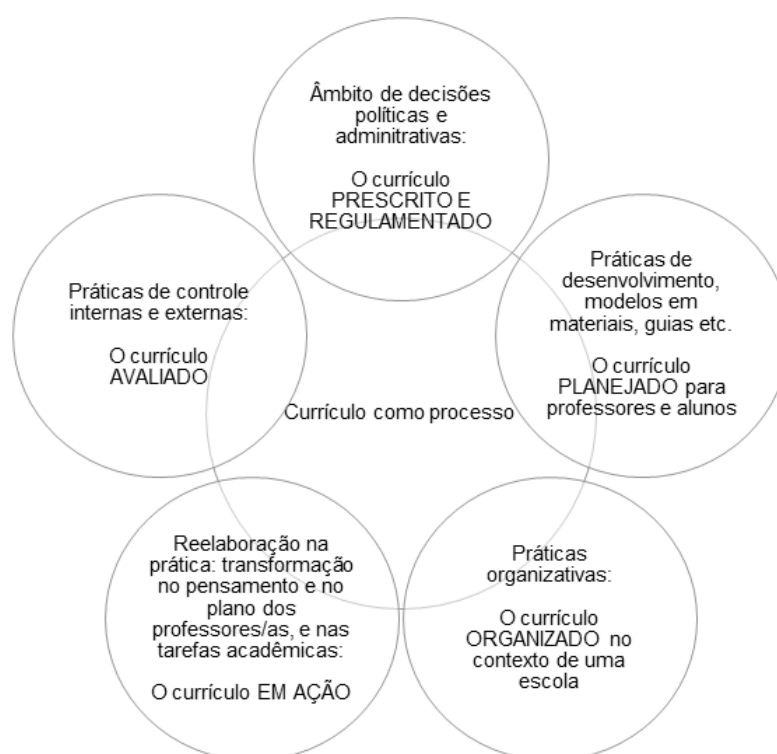 Âmbito de decisões
políticas e
adminitrativas:
O currículo
PRESCRITO E
REGULAMENTADO
Práticas de
desenvolvimento,
modelos em
materiais, guias etc.
O currículo
PLANEJADO para
professores e alunos
Práticas de controle
internas e externas:
O currículo
AVALIADO
Currículo como processo
Reelaboração na
prática: transformação
no pensamento e no
plano dos
professores/as, e nas
tarefas acadêmicas:
O currículo EM AÇÃO
Práticas
organizativas:
O currículo
ORGANIZADO no
contexto de uma
escola